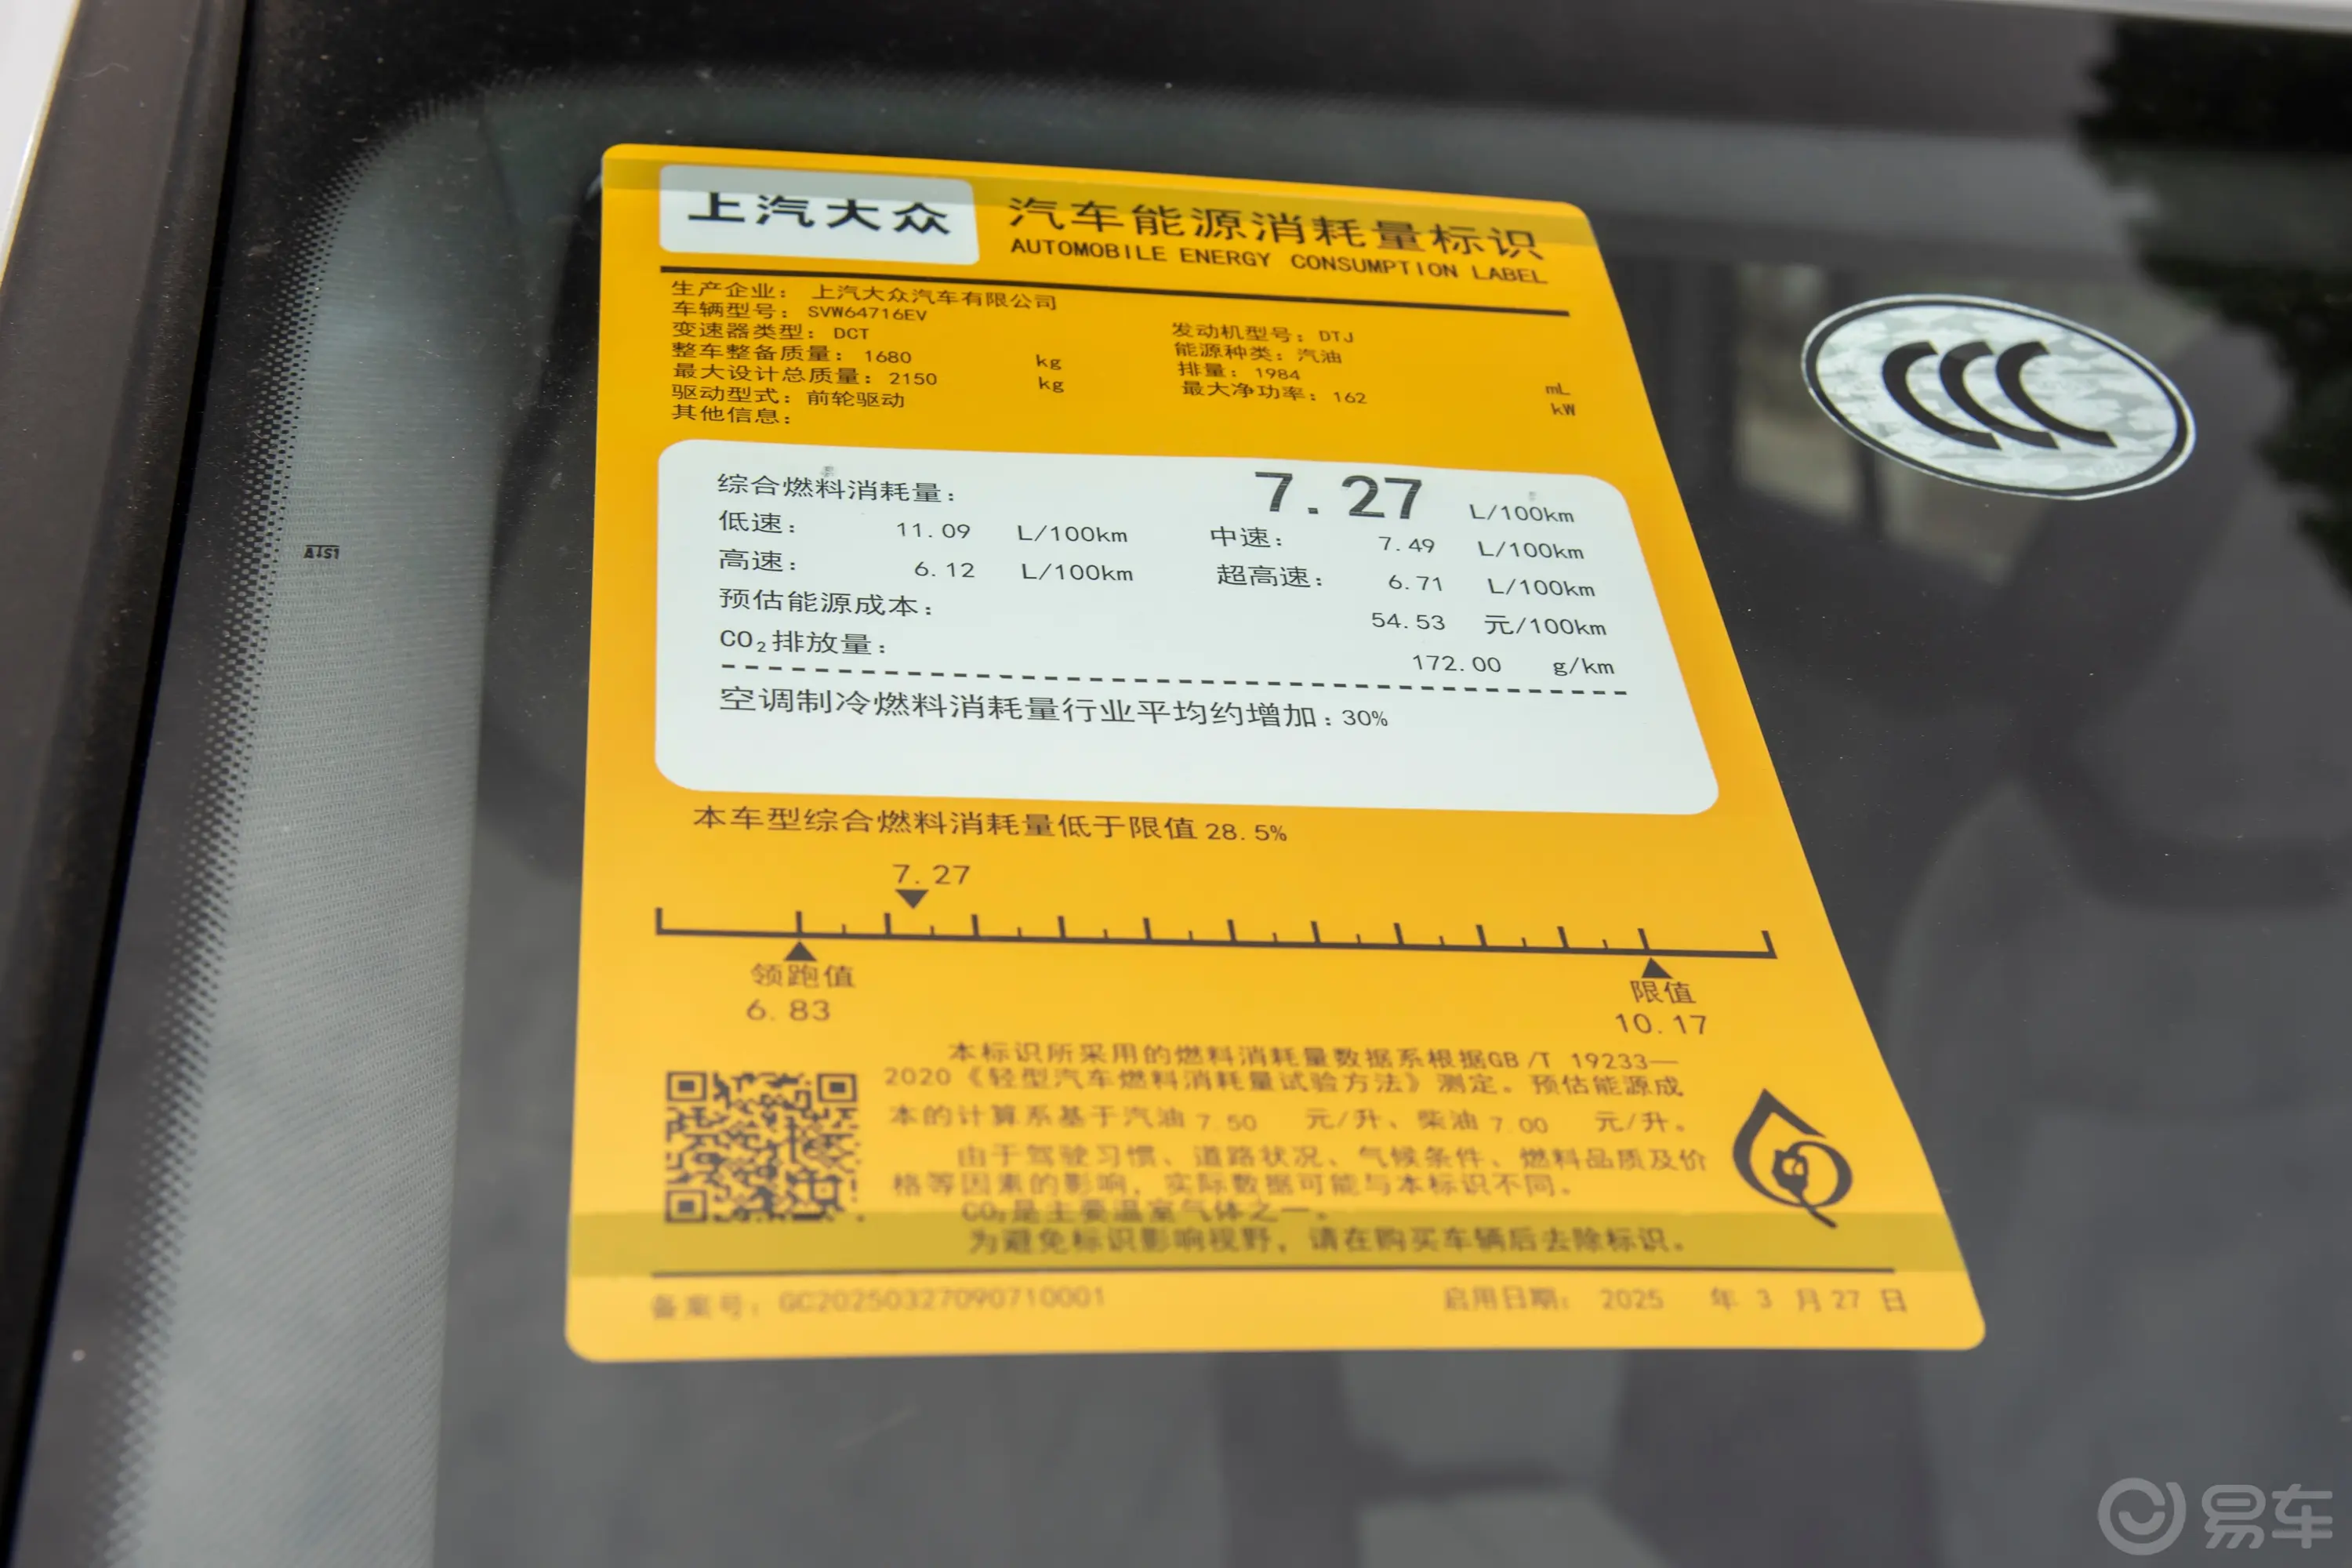 上汽大众
汽车能源消耗量标识
AUTOMOBILE ENERGY CONSUMPTION LABEL
生产企业： 上汽大众汽车有限公司
车辆型号： SVW64716EV
变速器类型： DCT 发动机型号： DTJ
整车整备质量： 1680 kg 能源种类： 汽油
最大设计总质量： 2150 kg 排量： 1984 mL
驱动型式： 前轮驱动 最大净功率： 162 kW
其他信息：
综合燃料消耗量： 7.27 L/100km
低速： 11.09 L/100km 中速： 7.49 L/100km
高速： 6.12 L/100km 超高速： 6.71 L/100km
预估能源成本： 54.53 元/100km
CO₂排放量： 172.00 g/km
空调制冷燃料消耗量行业平均约增加：30%
本车型综合燃料消耗量低于限值 28.5%
7.27
领跑值
6.83
限值
10.17
本标识所采用的燃料消耗量数据系根据GB/T 19233—
2020《轻型汽车燃料消耗量试验方法》测定。预估能源成
本的计算系基于汽油 7.50 元/升、柴油 7.00 元/升。
由于驾驶习惯、道路状况、气候条件、燃料品质及价
格等因素的影响，实际数据可能与本标识不同。
CO₂是主要温室气体之一。
为避免标识影响视野，请在购买车辆后去除标识。
备案号：GC20250327090710001 启用日期： 2025 年 3 月 27 日
CCC
易车